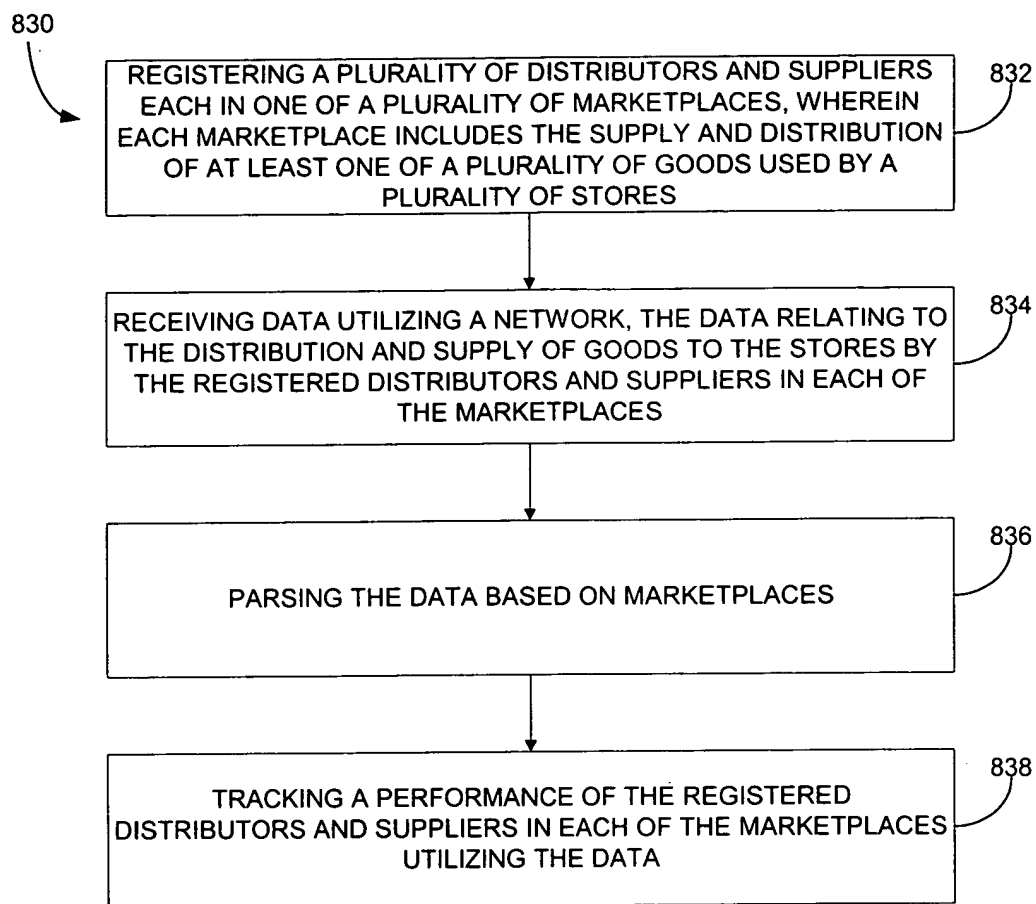 830
REGISTERING A PLURALITY OF DISTRIBUTORS AND SUPPLIERS
EACH IN ONE OF A PLURALITY OF MARKETPLACES, WHEREIN
EACH MARKETPLACE INCLUDES THE SUPPLY AND DISTRIBUTION
OF AT LEAST ONE OF A PLURALITY OF GOODS USED BY A
PLURALITY OF STORES
832
RECEIVING DATA UTILIZING A NETWORK, THE DATA RELATING TO
THE DISTRIBUTION AND SUPPLY OF GOODS TO THE STORES BY
THE REGISTERED DISTRIBUTORS AND SUPPLIERS IN EACH OF
THE MARKETPLACES
834
PARSING THE DATA BASED ON MARKETPLACES
836
TRACKING A PERFORMANCE OF THE REGISTERED
DISTRIBUTORS AND SUPPLIERS IN EACH OF THE MARKETPLACES
UTILIZING THE DATA
838